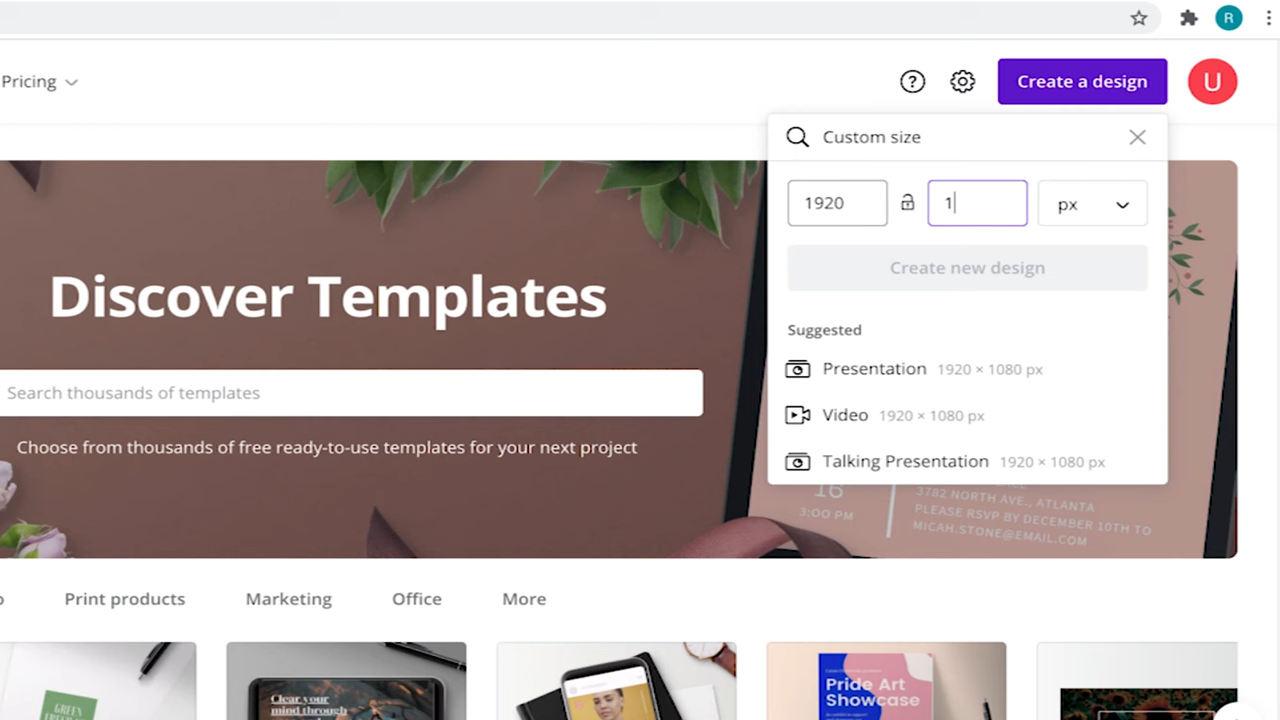 R
Pricing
Create a design
U
Custom size
1920
1
px
Create new design
Discover Templates
Suggested
Presentation 1920 × 1080 px
Search thousands of templates
Video 1920 × 1080 px
Choose from thousands of free ready-to-use templates for your next project
Talking Presentation 1920 × 1080 px
16
3:00 PM
3782 NORTH AVE., ATLANTA
PLEASE RSVP BY DECEMBER 10TH TO
MICAH.STONE@EMAIL.COM
Print products
Marketing
Office
More
GREEN
Clear your
mind through
Pride Art
Showcase